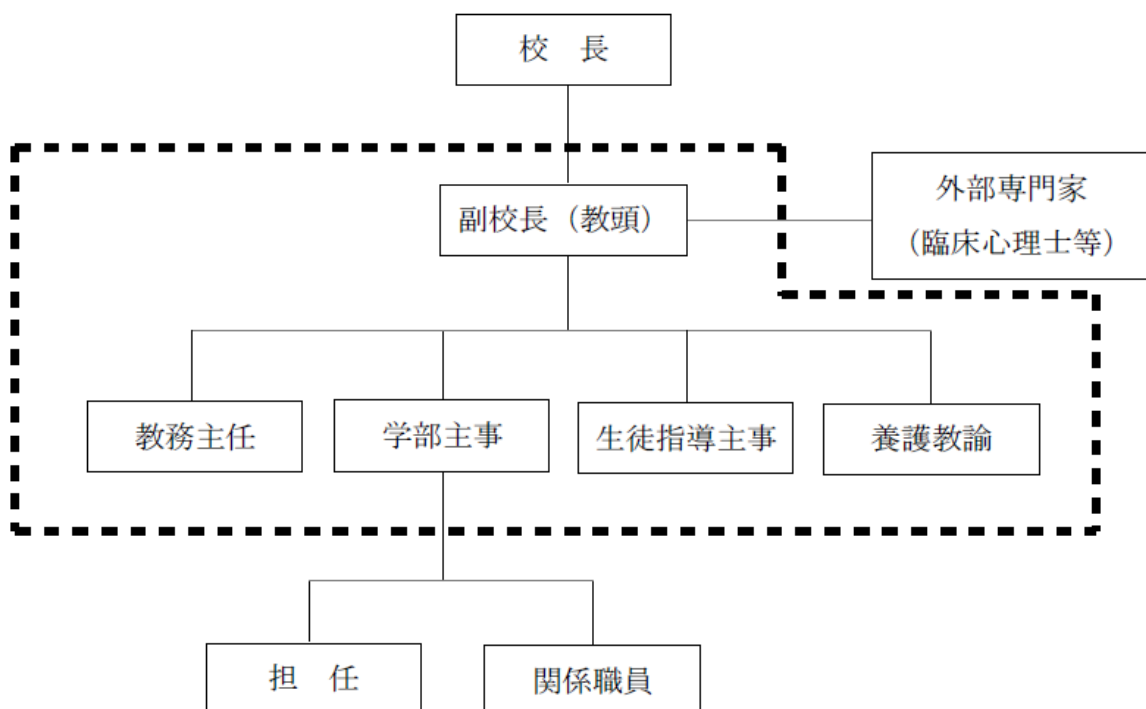 校　長
副校長（教頭）
外部専門家
（臨床心理士等）
教務主任
学部主事
生徒指導主事
養護教諭
担　任
関係職員